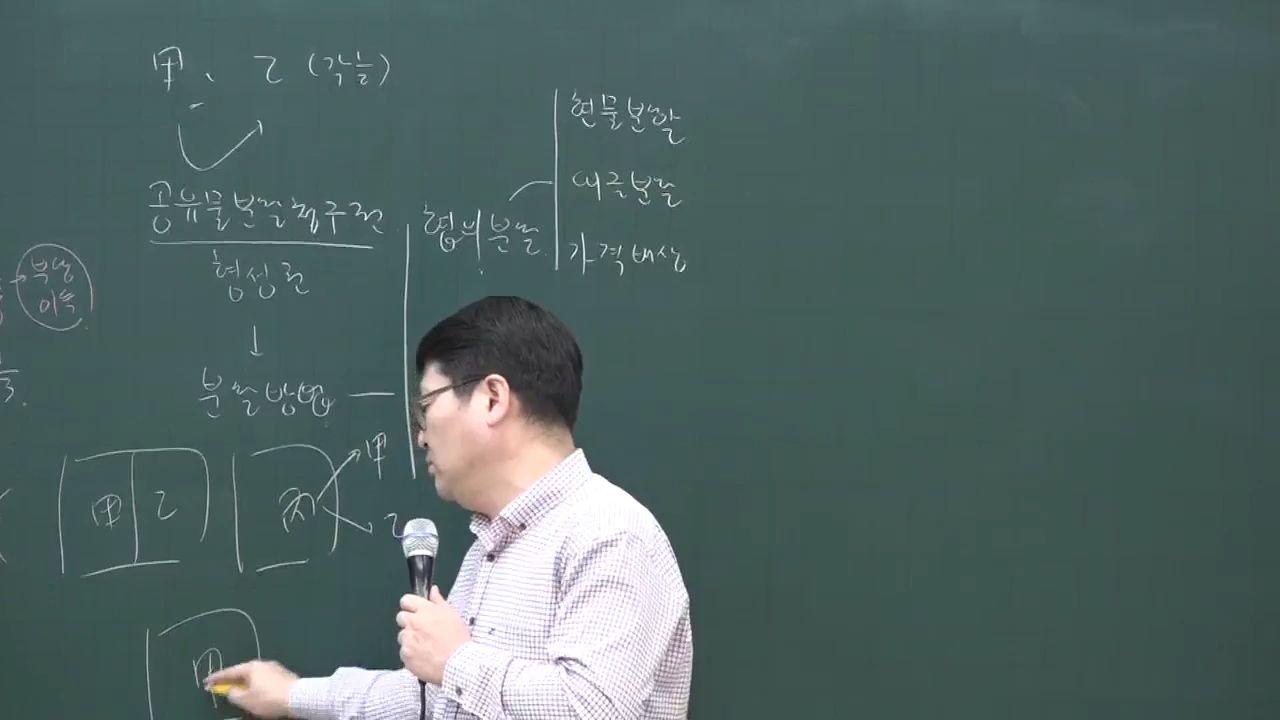 甲、乙 (각½)
공유물분할청구권
형성권
↓
분할방법
협의분할
현물분할
대금분할
가격배상
부당
이득
3.
甲 乙
丙 甲
乙
甲